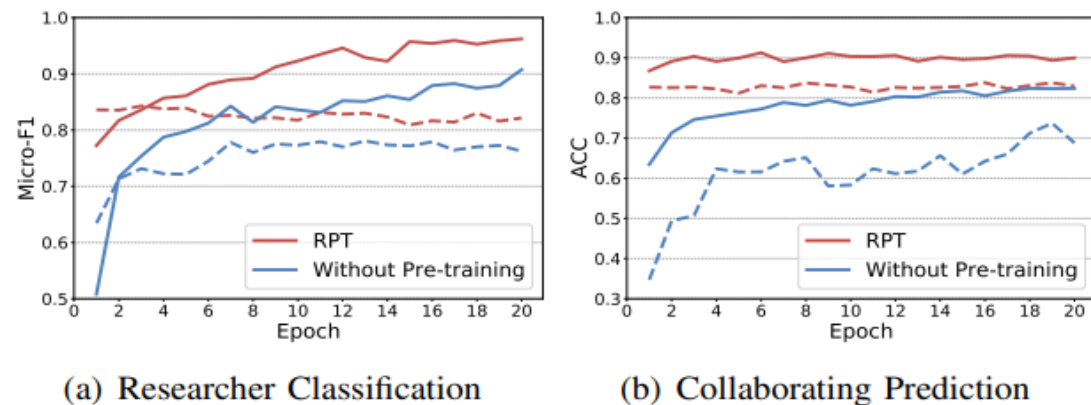 1.0
0.9
0.8
0.7
0.6
0.5
Micro-F1
0 2 4 6 8 10 12 14 16 18 20
Epoch
RPT
Without Pre-training
(a) Researcher Classification
1.0
0.9
0.8
0.7
0.6
0.5
0.4
0.3
ACC
0 2 4 6 8 10 12 14 16 18 20
Epoch
RPT
Without Pre-training
(b) Collaborating Prediction